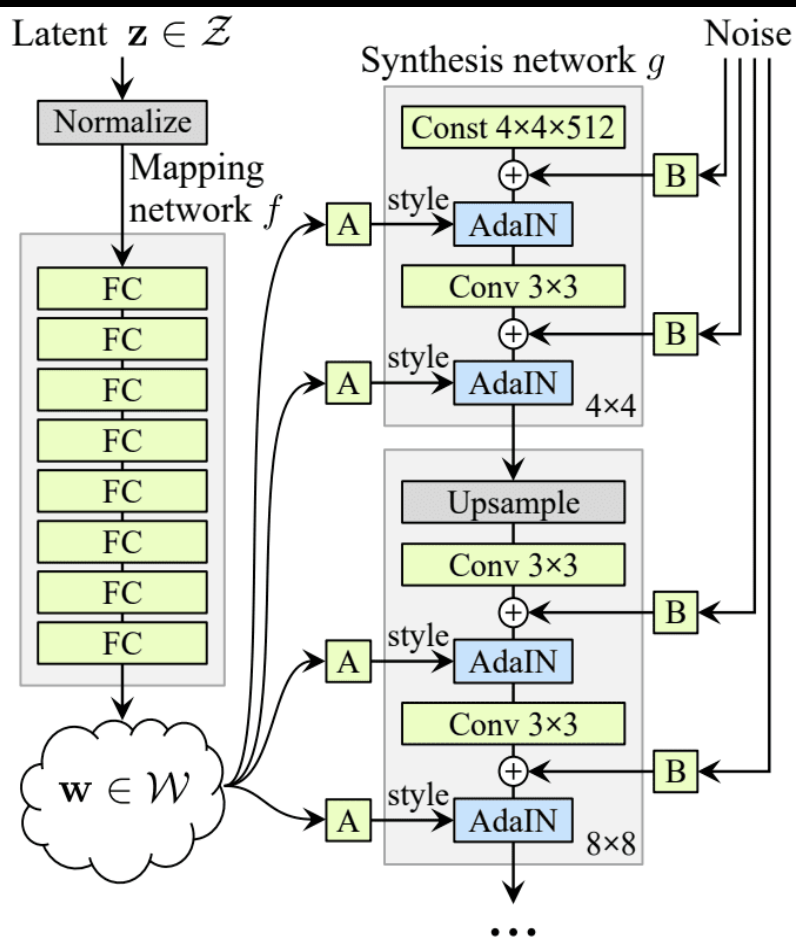 Latent z ∈ 𝒵
Normalize
Mapping
network f
FC
FC
FC
FC
FC
FC
FC
FC
w ∈ 𝒲
Synthesis network g
Noise
Const 4×4×512
B
A
style
AdaIN
Conv 3×3
B
A
style
AdaIN
4×4
Upsample
Conv 3×3
B
A
style
AdaIN
Conv 3×3
B
A
style
AdaIN
8×8
...